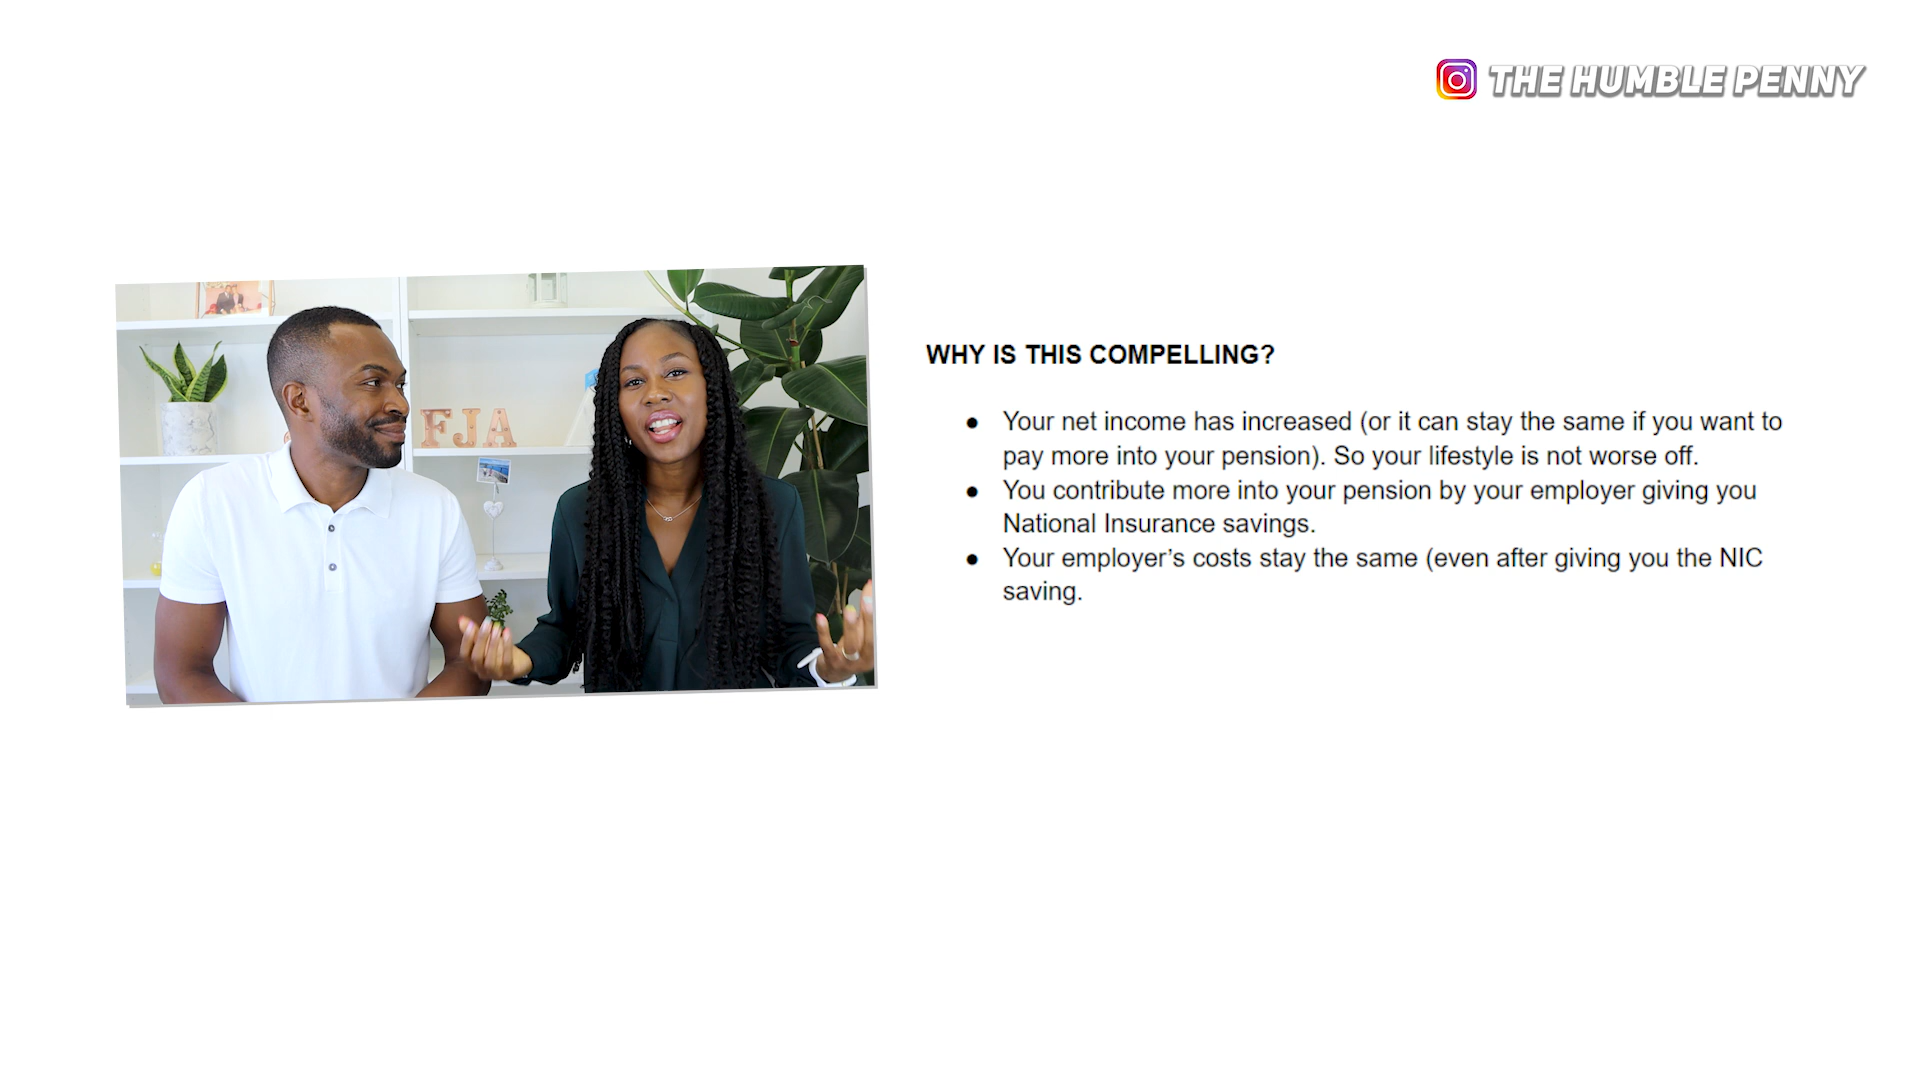 THE HUMBLE PENNY
FJA
WHY IS THIS COMPELLING?
● Your net income has increased (or it can stay the same if you want to
pay more into your pension). So your lifestyle is not worse off.
● You contribute more into your pension by your employer giving you
National Insurance savings.
● Your employer’s costs stay the same (even after giving you the NIC
saving.